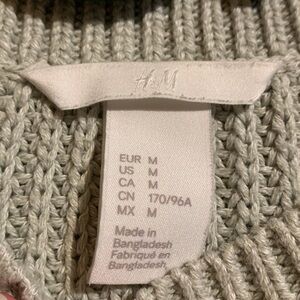 H&M
EUR M
US M
CA M
CN 170/96A
MX M
Made in
Bangladesh
Fabriqué en
Bangladesh